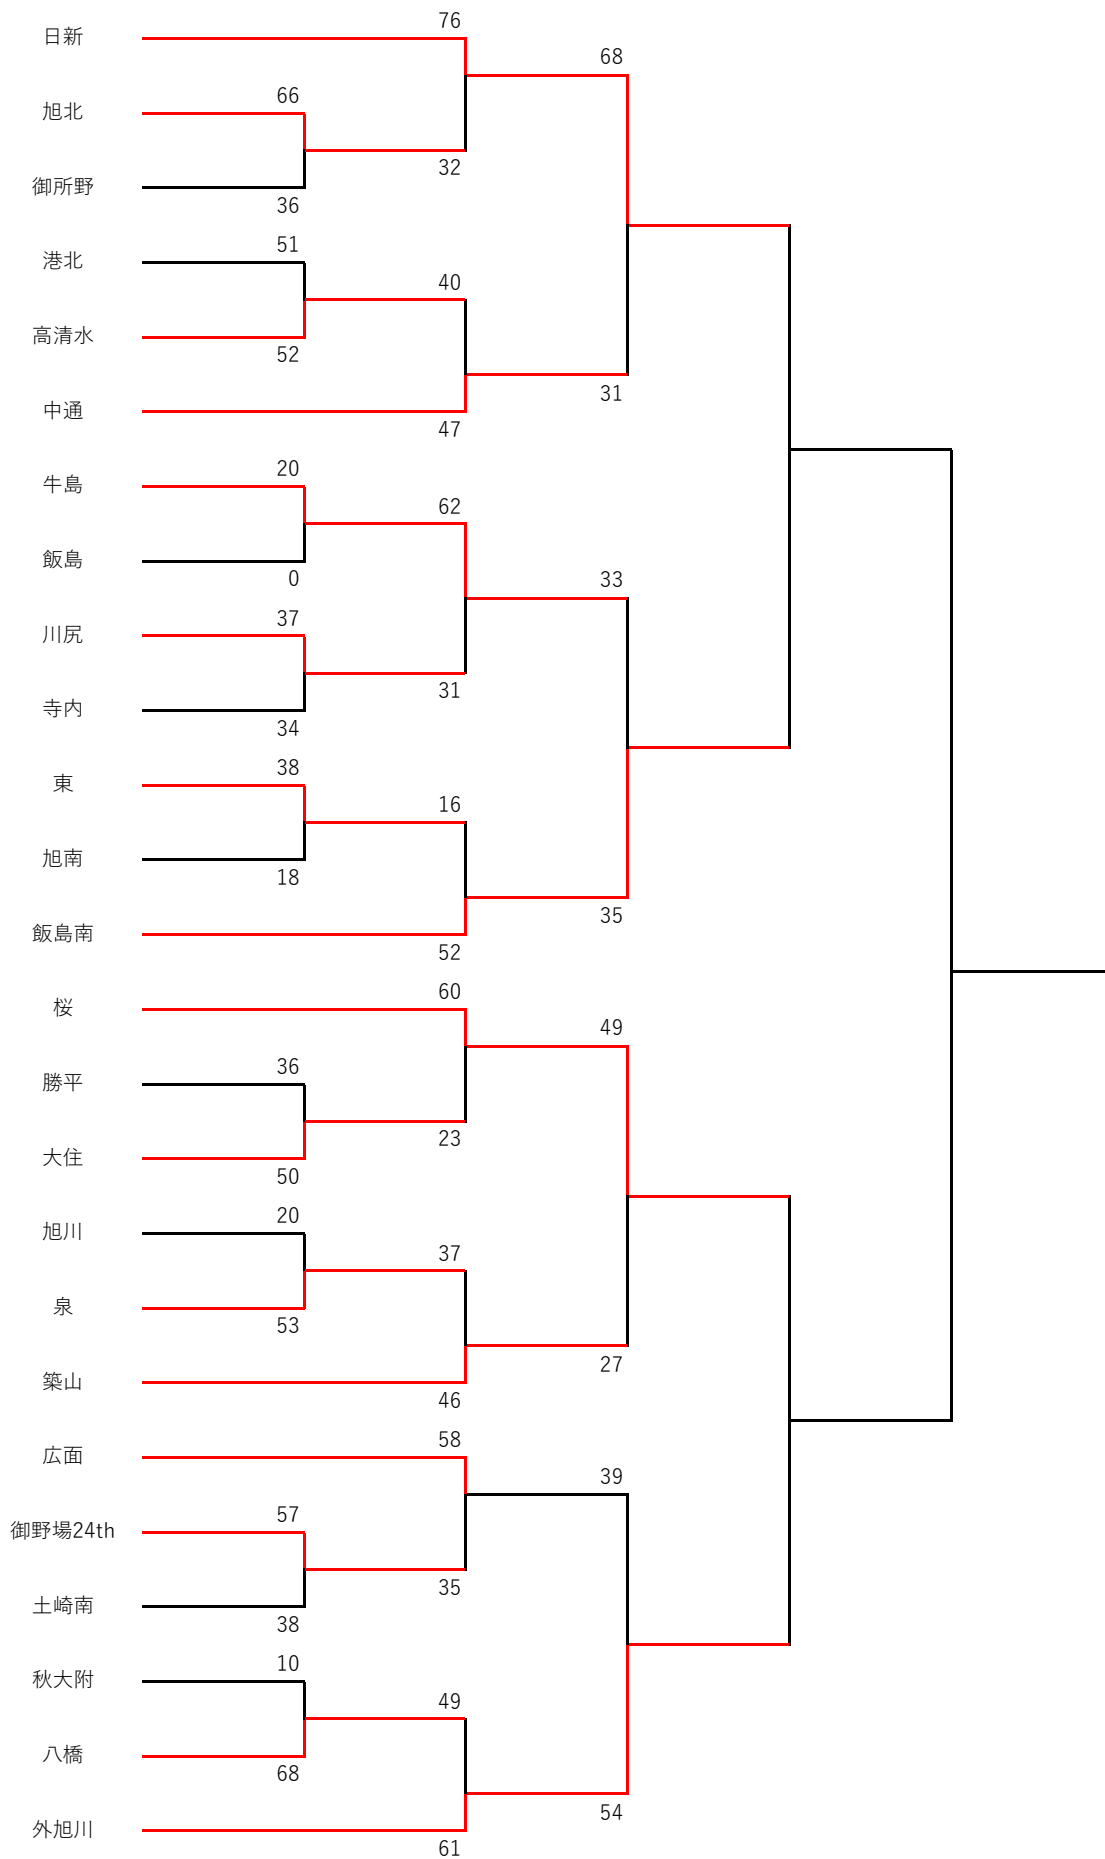 76
日新
68
66
旭北
32
御所野
36
51
港北
40
高清水
52
31
中通
47
20
牛島
62
飯島
0
33
37
川尻
31
寺内
34
38
東
16
旭南
18
35
飯島南
52
60
桜
49
36
勝平
23
大住
50
20
旭川
37
泉
53
27
築山
46
58
広面
39
57
御野場24th
35
土崎南
38
10
秋大附
49
八橋
68
54
外旭川
61